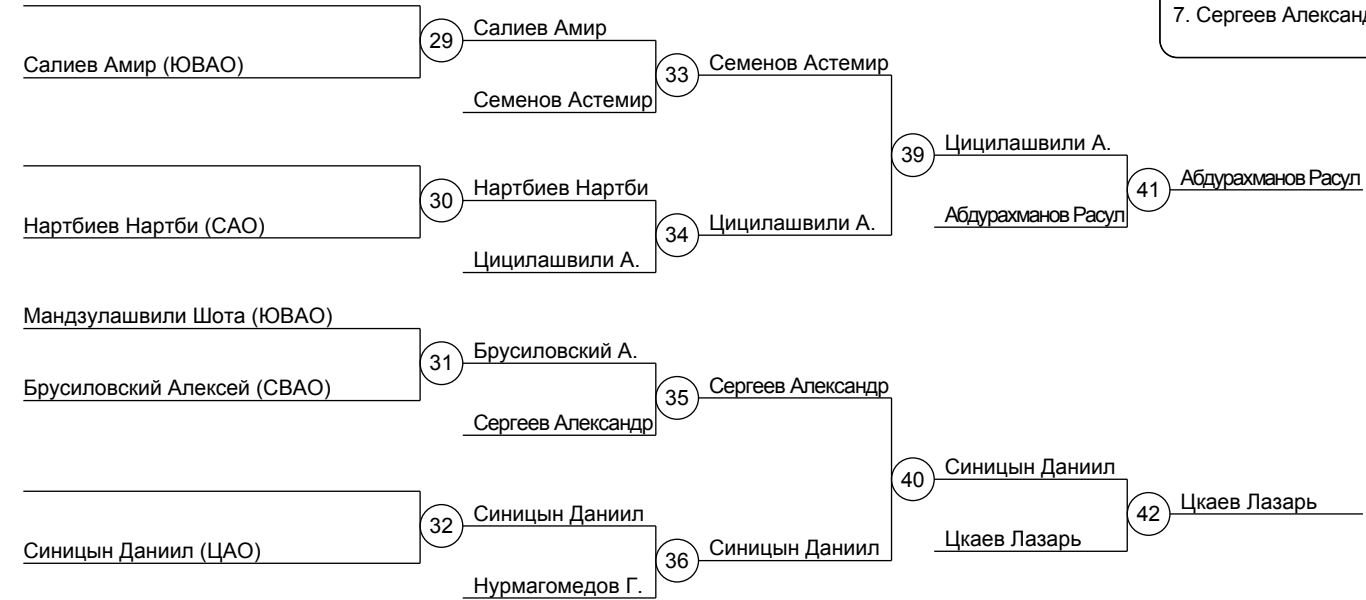 7. Сергеев Александ
29
Салиев Амир
Салиев Амир (ЮВАО)
33
Семенов Астемир
Семенов Астемир
39
Цицилашвили А.
30
Нартбиев Нартби
41
Абдурахманов Расул
Нартбиев Нартби (САО)
34
Цицилашвили А.
Абдурахманов Расул
Цицилашвили А.
Мандзулашвили Шота (ЮВАО)
31
Брусиловский А.
Брусиловский Алексей (СВАО)
35
Сергеев Александр
Сергеев Александр
40
Синицын Даниил
32
Синицын Даниил
42
Цкаев Лазарь
Синицын Даниил (ЦАО)
36
Синицын Даниил
Цкаев Лазарь
Нурмагомедов Г.